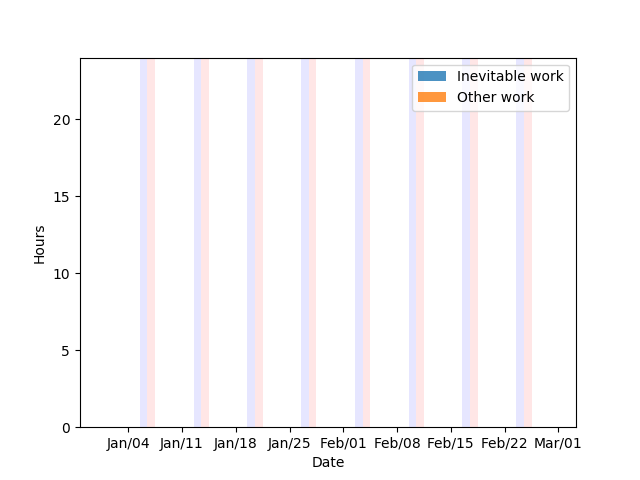 Inevitable work
Other work
20
15
10
5
0
Hours
Jan/04 Jan/11 Jan/18 Jan/25 Feb/01 Feb/08 Feb/15 Feb/22 Mar/01
Date